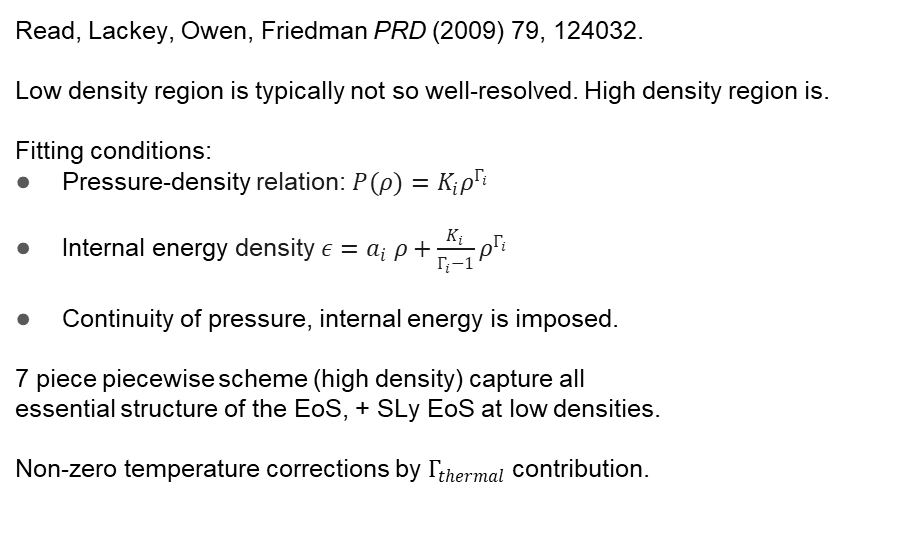 Read, Lackey, Owen, Friedman PRD (2009) 79, 124032.
Low density region is typically not so well-resolved. High density region is.
Fitting conditions:
● Pressure-density relation: P(ρ) = K_i ρ^{Γ_i}
● Internal energy density ϵ = a_i ρ + \frac{K_i}{Γ_i−1} ρ^{Γ_i}
● Continuity of pressure, internal energy is imposed.
7 piece piecewise scheme (high density) capture all
essential structure of the EoS, + SLy EoS at low densities.
Non-zero temperature corrections by Γ_{thermal} contribution.